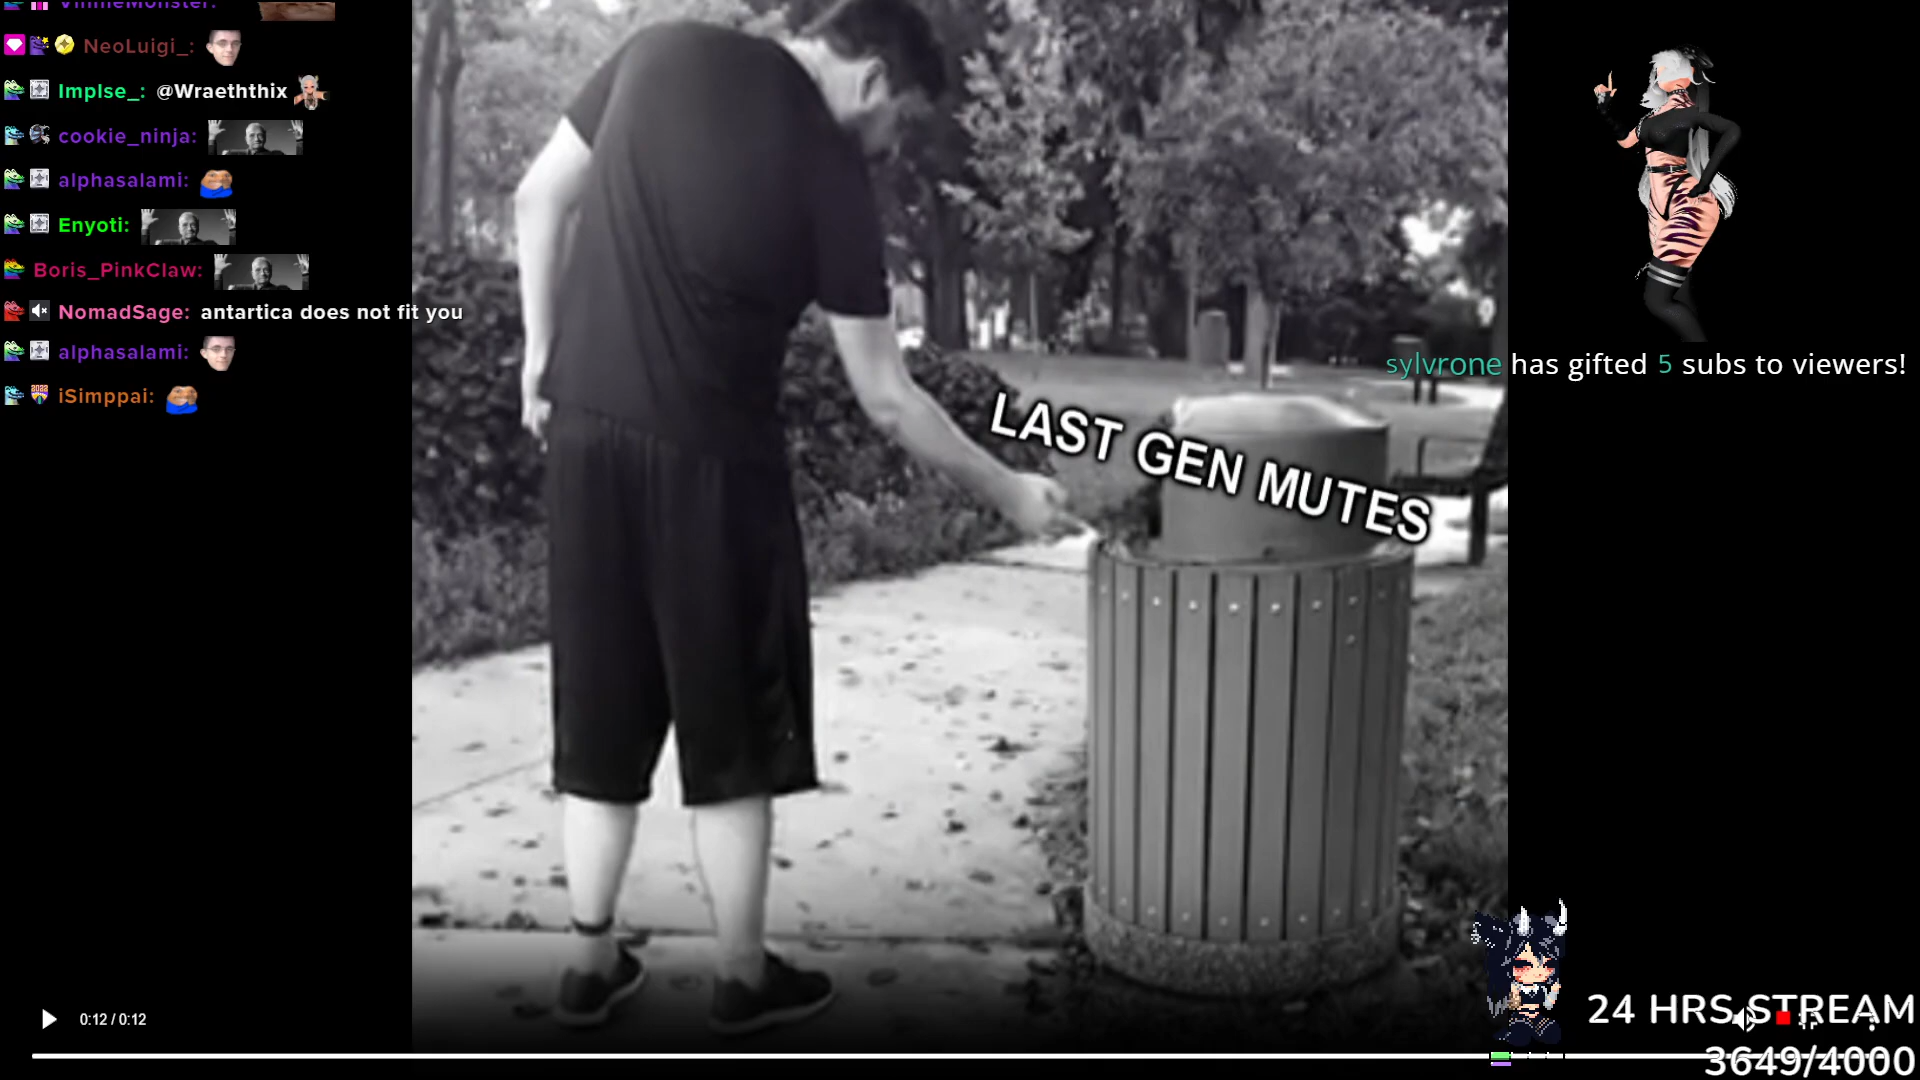 VinnieMonster:
NeoLuigi_:
Implse_: @Wraeththix
cookie_ninja:
alphasalami:
Enyoti:
Boris_PinkClaw:
NomadSage: antartica does not fit you
alphasalami:
iSimppai:
sylvrone has gifted 5 subs to viewers!
LAST GEN MUTES
0:12 / 0:12
24 HRS STREAM
3649/4000